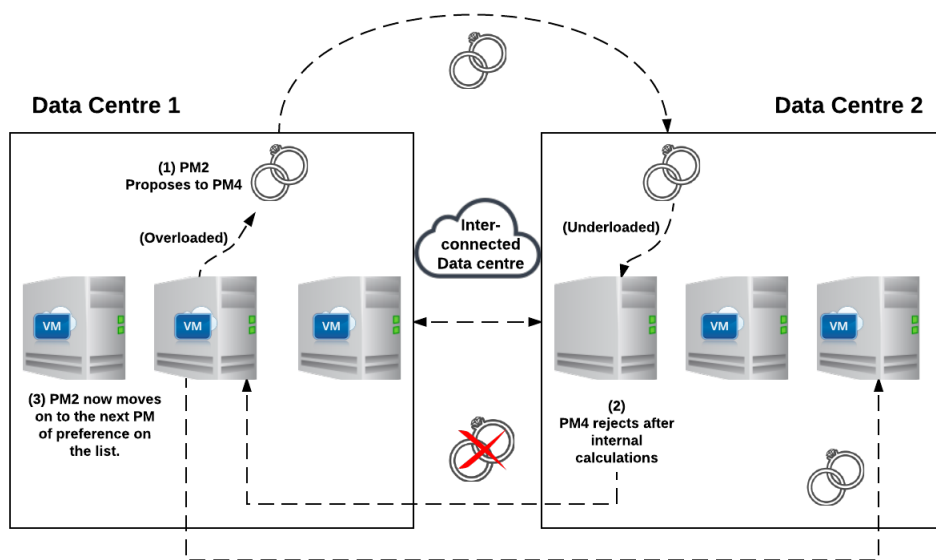 Data Centre 1
Data Centre 2
(1) PM2
Proposes to PM4
(Overloaded)
Inter-
connected
Data centre
(Underloaded)
VM
VM
VM
VM
VM
(3) PM2 now moves
on to the next PM
of preference on
the list.
(2)
PM4 rejects after
internal
calculations